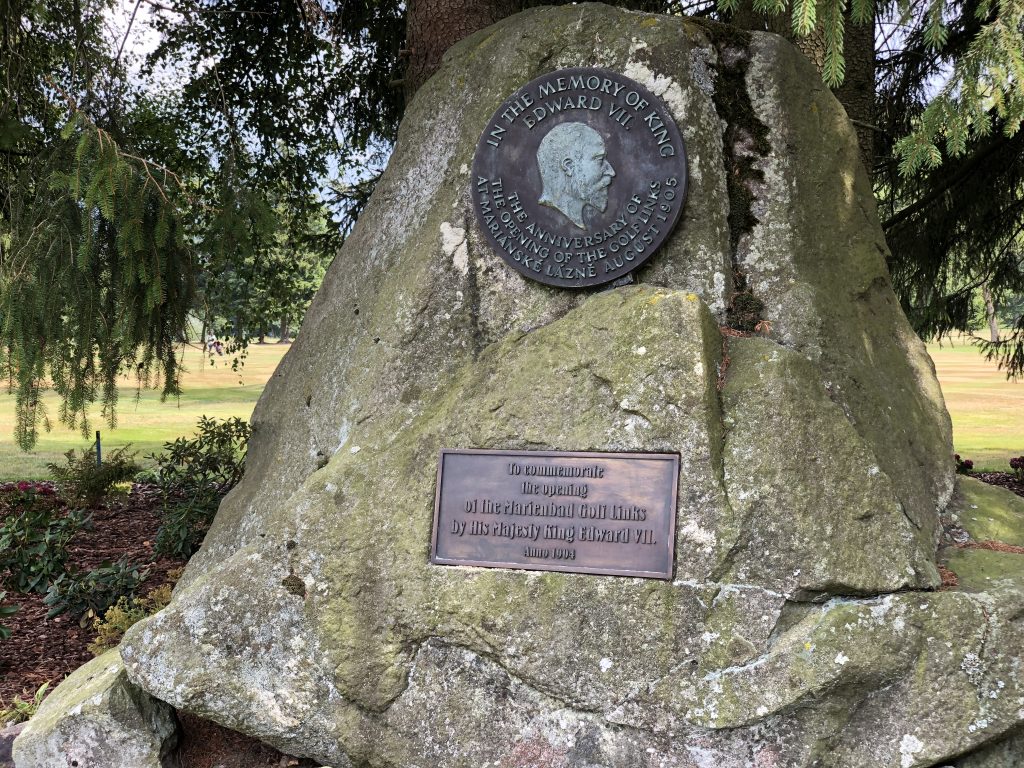 IN THE MEMORY OF KING
EDWARD VII.
THE ANNIVERSARY OF
THE OPENING OF THE GOLF LINKS
AT MARIÁNSKÉ LÁZNĚ AUGUST 1905
To commemorate
the opening
of the Marienbad Golf Links
by His Majesty King Edward VII.
Anno 1904